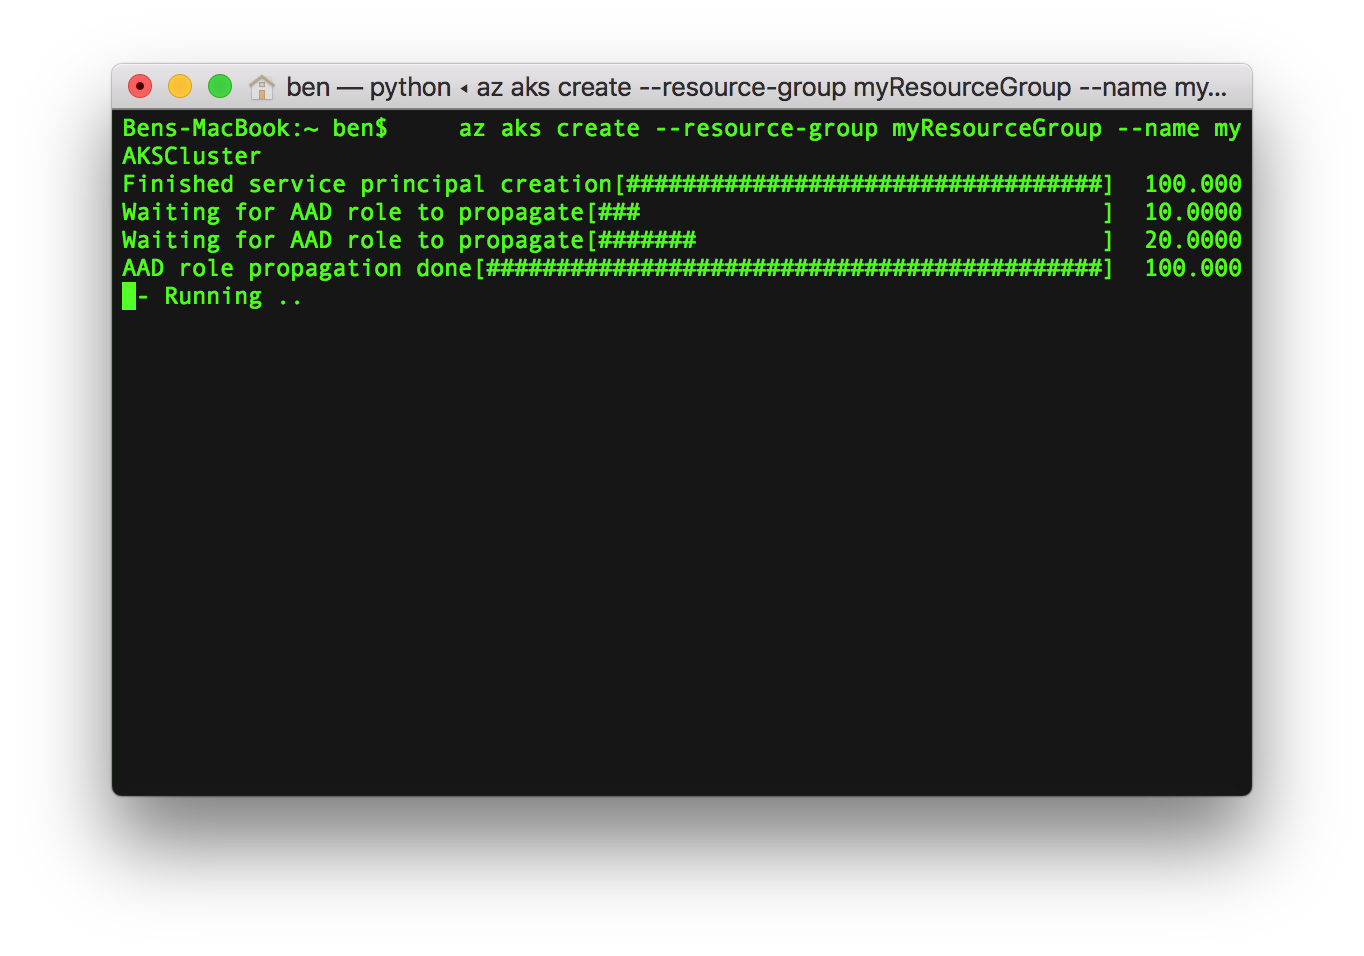 ben — python ◂ az aks create --resource-group myResourceGroup --name my...
Bens-MacBook:~ ben$     az aks create --resource-group myResourceGroup --name my
AKSCluster
Finished service principal creation[##################################]  100.000
Waiting for AAD role to propagate[###                                 ]  10.0000
Waiting for AAD role to propagate[#######                             ]  20.0000
AAD role propagation done[############################################]  100.000
- Running ..